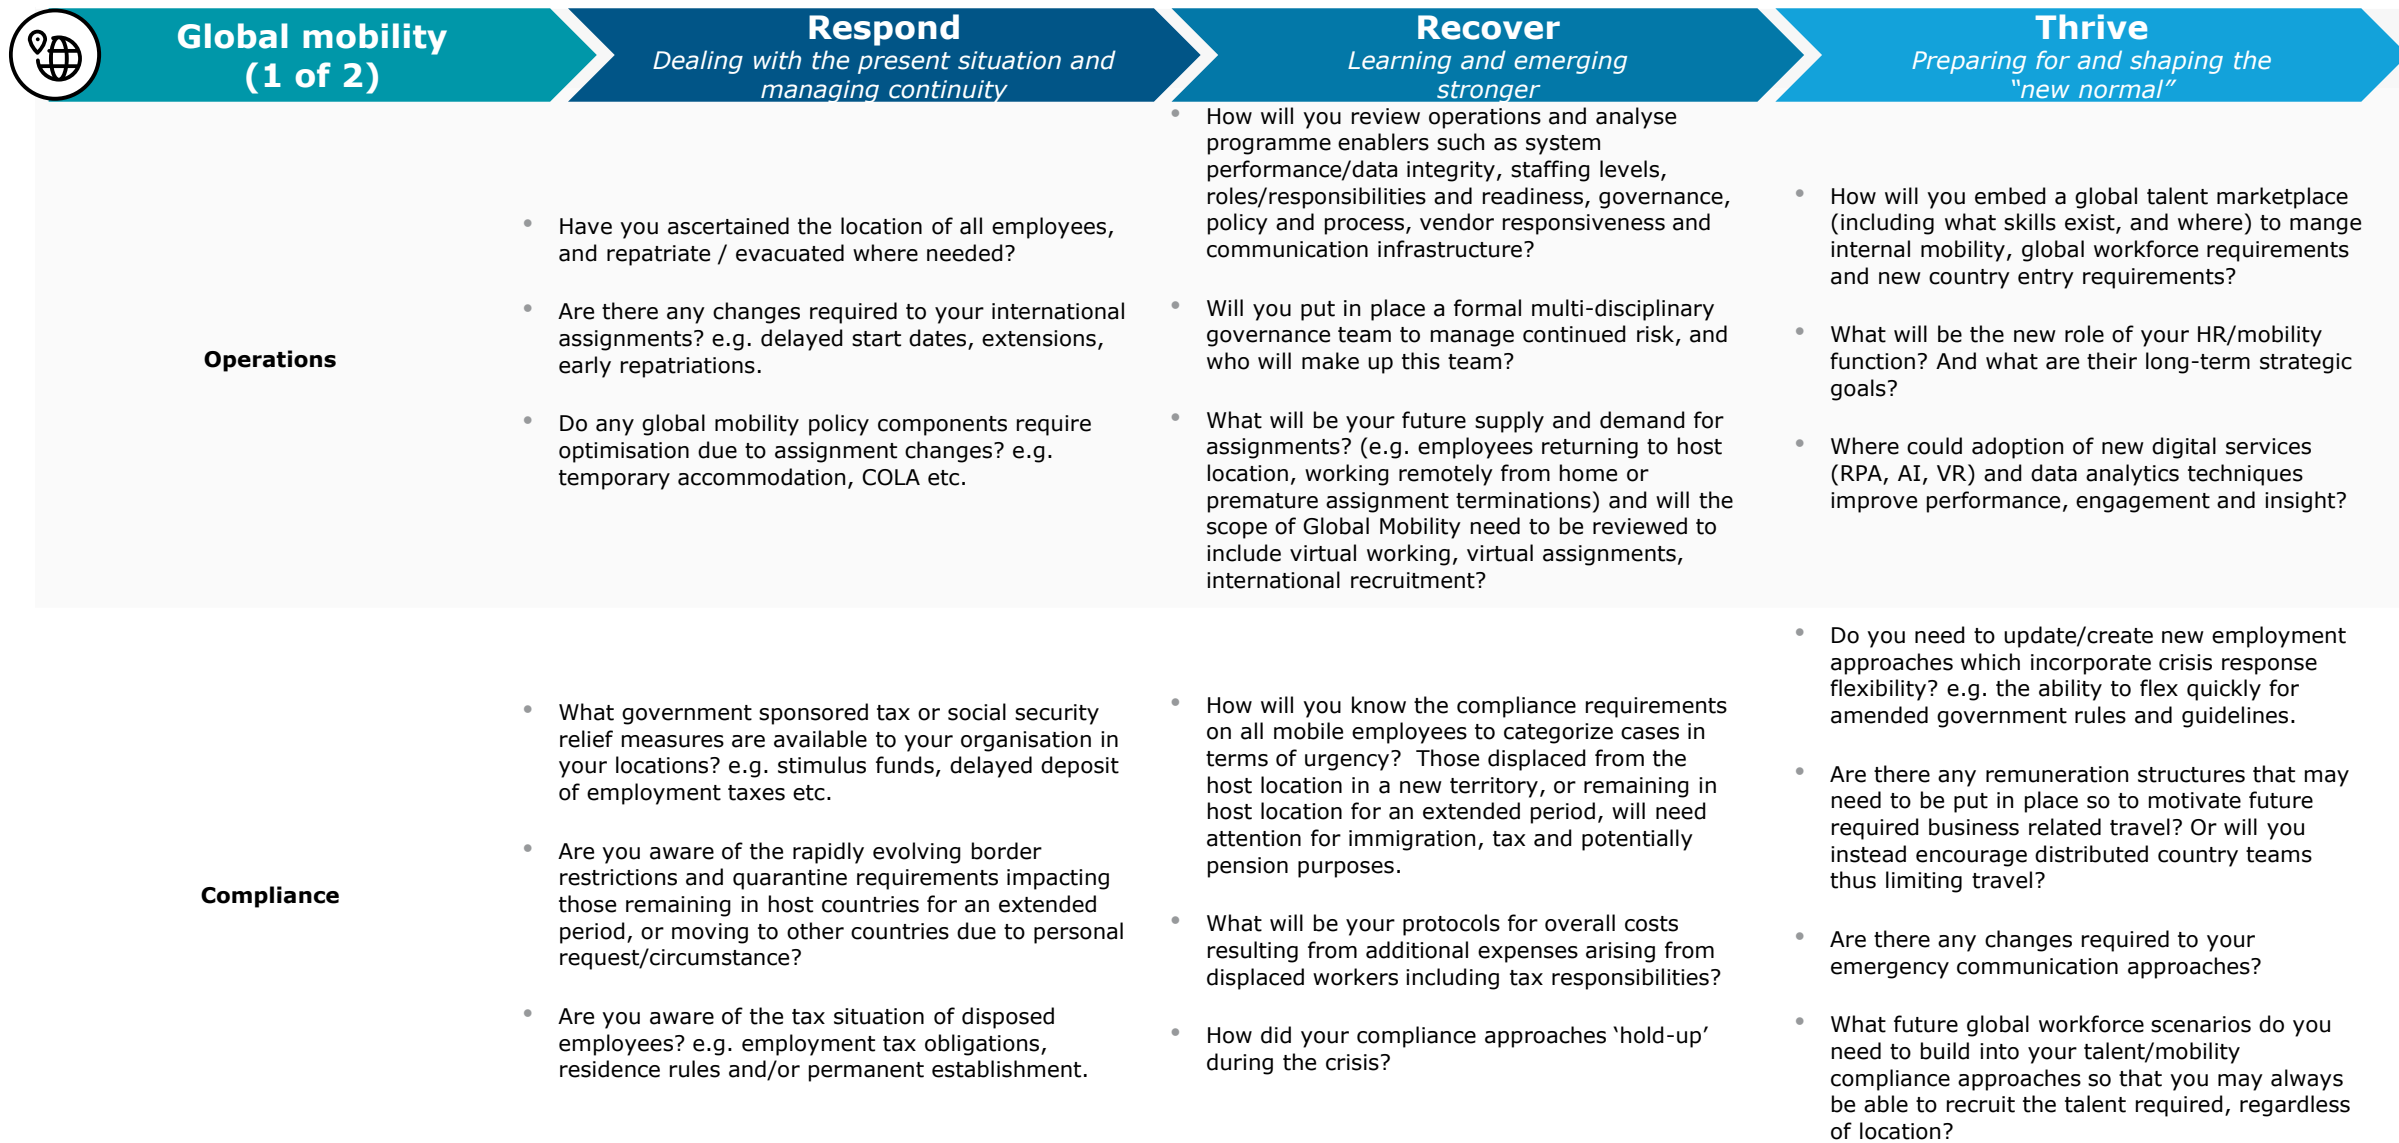 Global mobility
(1 of 2)
Respond
Dealing with the present situation and
managing continuity
Recover
Learning and emerging
stronger
Thrive
Preparing for and shaping the
“new normal”
Operations
• Have you ascertained the location of all employees,
and repatriate / evacuated where needed?
• Are there any changes required to your international
assignments? e.g. delayed start dates, extensions,
early repatriations.
• Do any global mobility policy components require
optimisation due to assignment changes? e.g.
temporary accommodation, COLA etc.
• How will you review operations and analyse
programme enablers such as system
performance/data integrity, staffing levels,
roles/responsibilities and readiness, governance,
policy and process, vendor responsiveness and
communication infrastructure?
• Will you put in place a formal multi-disciplinary
governance team to manage continued risk, and
who will make up this team?
• What will be your future supply and demand for
assignments? (e.g. employees returning to host
location, working remotely from home or
premature assignment terminations) and will the
scope of Global Mobility need to be reviewed to
include virtual working, virtual assignments,
international recruitment?
• How will you embed a global talent marketplace
(including what skills exist, and where) to mange
internal mobility, global workforce requirements
and new country entry requirements?
• What will be the new role of your HR/mobility
function? And what are their long-term strategic
goals?
• Where could adoption of new digital services
(RPA, AI, VR) and data analytics techniques
improve performance, engagement and insight?
Compliance
• What government sponsored tax or social security
relief measures are available to your organisation in
your locations? e.g. stimulus funds, delayed deposit
of employment taxes etc.
• Are you aware of the rapidly evolving border
restrictions and quarantine requirements impacting
those remaining in host countries for an extended
period, or moving to other countries due to personal
request/circumstance?
• Are you aware of the tax situation of disposed
employees? e.g. employment tax obligations,
residence rules and/or permanent establishment.
• How will you know the compliance requirements
on all mobile employees to categorize cases in
terms of urgency?  Those displaced from the
host location in a new territory, or remaining in
host location for an extended period, will need
attention for immigration, tax and potentially
pension purposes.
• What will be your protocols for overall costs
resulting from additional expenses arising from
displaced workers including tax responsibilities?
• How did your compliance approaches ‘hold-up’
during the crisis?
• Do you need to update/create new employment
approaches which incorporate crisis response
flexibility? e.g. the ability to flex quickly for
amended government rules and guidelines.
• Are there any remuneration structures that may
need to be put in place so to motivate future
required business related travel? Or will you
instead encourage distributed country teams
thus limiting travel?
• Are there any changes required to your
emergency communication approaches?
• What future global workforce scenarios do you
need to build into your talent/mobility
compliance approaches so that you may always
be able to recruit the talent required, regardless
of location?